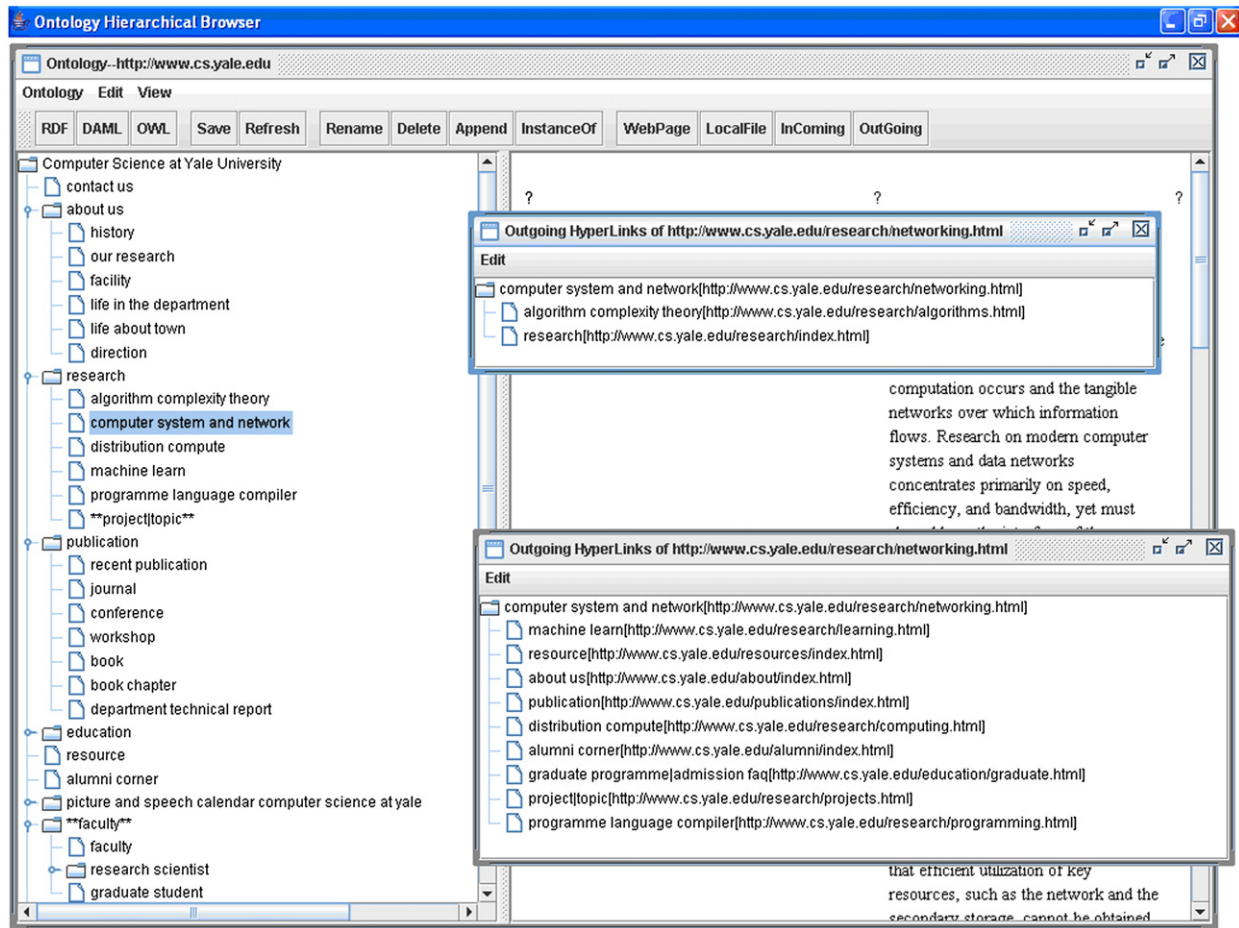 Ontology Hierarchical Browser
Ontology--http://www.cs.yale.edu
Ontology Edit View
RDF DAML OWL Save Refresh Rename Delete Append InstanceOf WebPage LocalFile InComing OutGoing
Computer Science at Yale University
contact us
about us
history
our research
facility
life in the department
life about town
direction
research
algorithm complexity theory
computer system and network
distribution compute
machine learn
programme language compiler
**project|topic**
publication
recent publication
journal
conference
workshop
book
book chapter
department technical report
education
resource
alumni corner
picture and speech calendar computer science at yale
**faculty**
faculty
research scientist
graduate student
? ? ?
Outgoing HyperLinks of http://www.cs.yale.edu/research/networking.html
Edit
computer system and network[http://www.cs.yale.edu/research/networking.html]
algorithm complexity theory[http://www.cs.yale.edu/research/algorithms.html]
research[http://www.cs.yale.edu/research/index.html]
computation occurs and the tangible
networks over which information
flows. Research on modern computer
systems and data networks
concentrates primarily on speed,
efficiency, and bandwidth, yet must
Outgoing HyperLinks of http://www.cs.yale.edu/research/networking.html
Edit
computer system and network[http://www.cs.yale.edu/research/networking.html]
machine learn[http://www.cs.yale.edu/research/learning.html]
resource[http://www.cs.yale.edu/resources/index.html]
about us[http://www.cs.yale.edu/about/index.html]
publication[http://www.cs.yale.edu/publications/index.html]
distribution compute[http://www.cs.yale.edu/research/computing.html]
alumni corner[http://www.cs.yale.edu/alumni/index.html]
graduate programme|admission faq[http://www.cs.yale.edu/education/graduate.html]
project|topic[http://www.cs.yale.edu/research/projects.html]
programme language compiler[http://www.cs.yale.edu/research/programming.html]
that efficient utilization of key
resources, such as the network and the
secondary storage, cannot be obtained